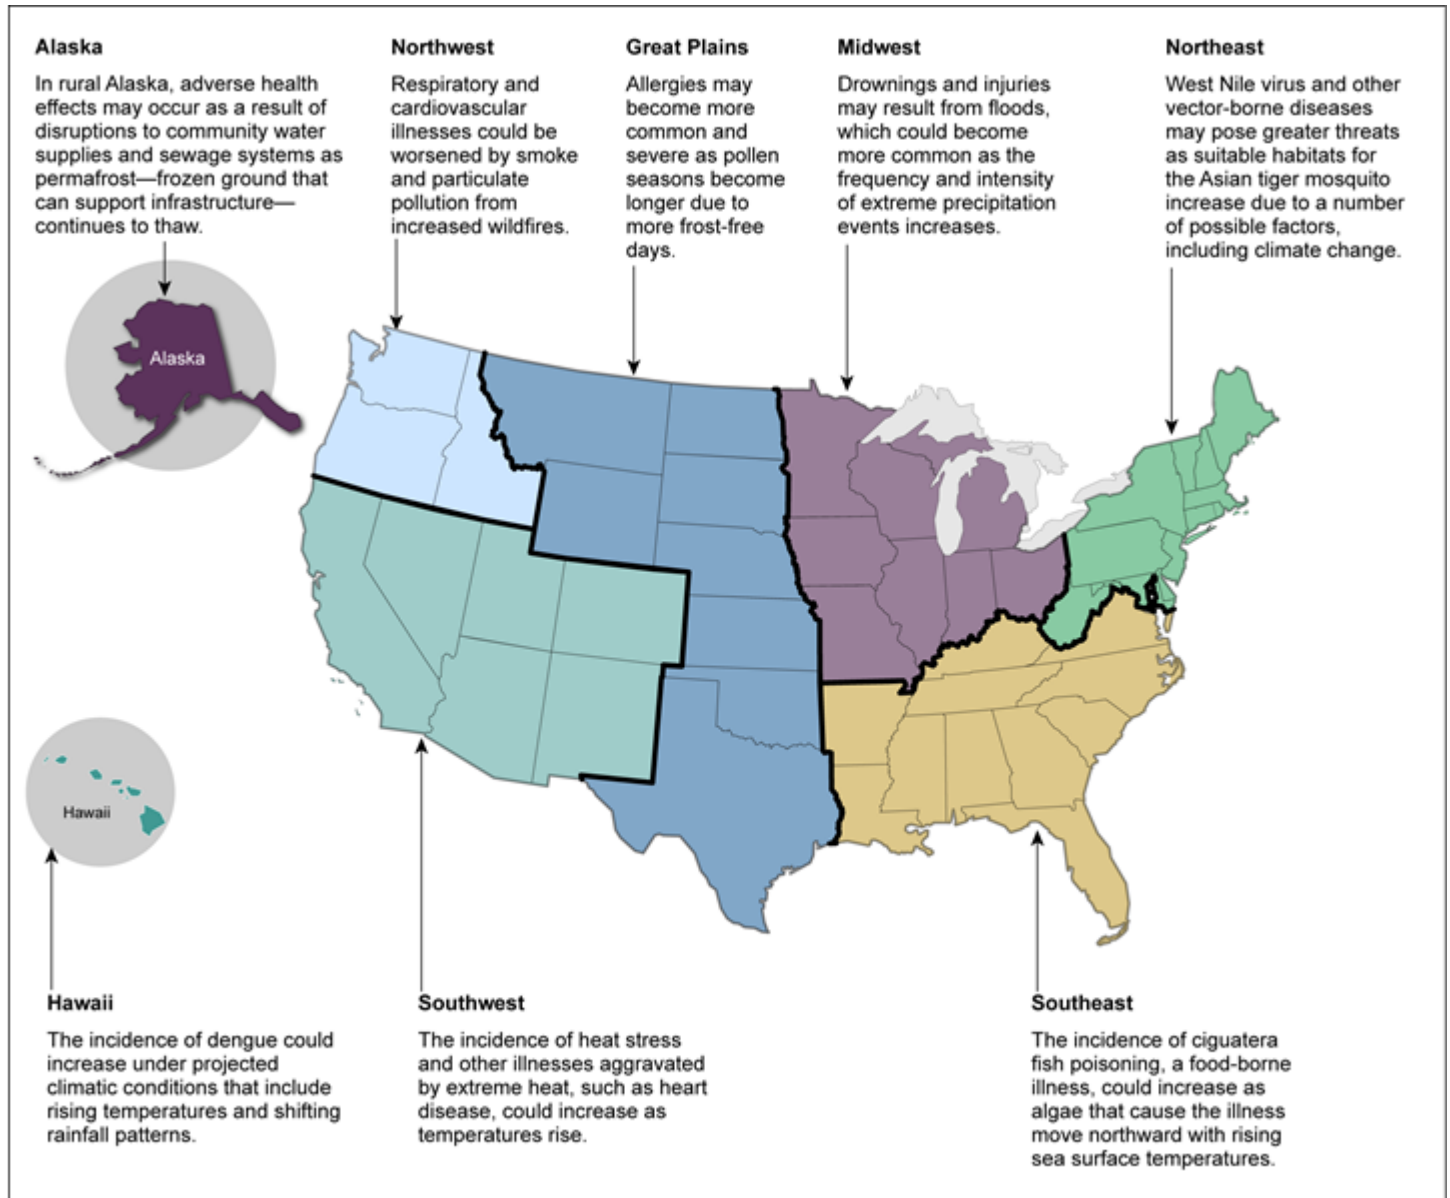 Alaska
In rural Alaska, adverse health
effects may occur as a result of
disruptions to community water
supplies and sewage systems as
permafrost—frozen ground that
can support infrastructure—
continues to thaw.
Northwest
Respiratory and
cardiovascular
illnesses could be
worsened by smoke
and particulate
pollution from
increased wildfires.
Great Plains
Allergies may
become more
common and
severe as pollen
seasons become
longer due to
more frost-free
days.
Midwest
Drownings and injuries
may result from floods,
which could become
more common as the
frequency and intensity
of extreme precipitation
events increases.
Northeast
West Nile virus and other
vector-borne diseases
may pose greater threats
as suitable habitats for
the Asian tiger mosquito
increase due to a number
of possible factors,
including climate change.
Alaska
Hawaii
Hawaii
The incidence of dengue could
increase under projected
climatic conditions that include
rising temperatures and shifting
rainfall patterns.
Southwest
The incidence of heat stress
and other illnesses aggravated
by extreme heat, such as heart
disease, could increase as
temperatures rise.
Southeast
The incidence of ciguatera
fish poisoning, a food-borne
illness, could increase as
algae that cause the illness
move northward with rising
sea surface temperatures.